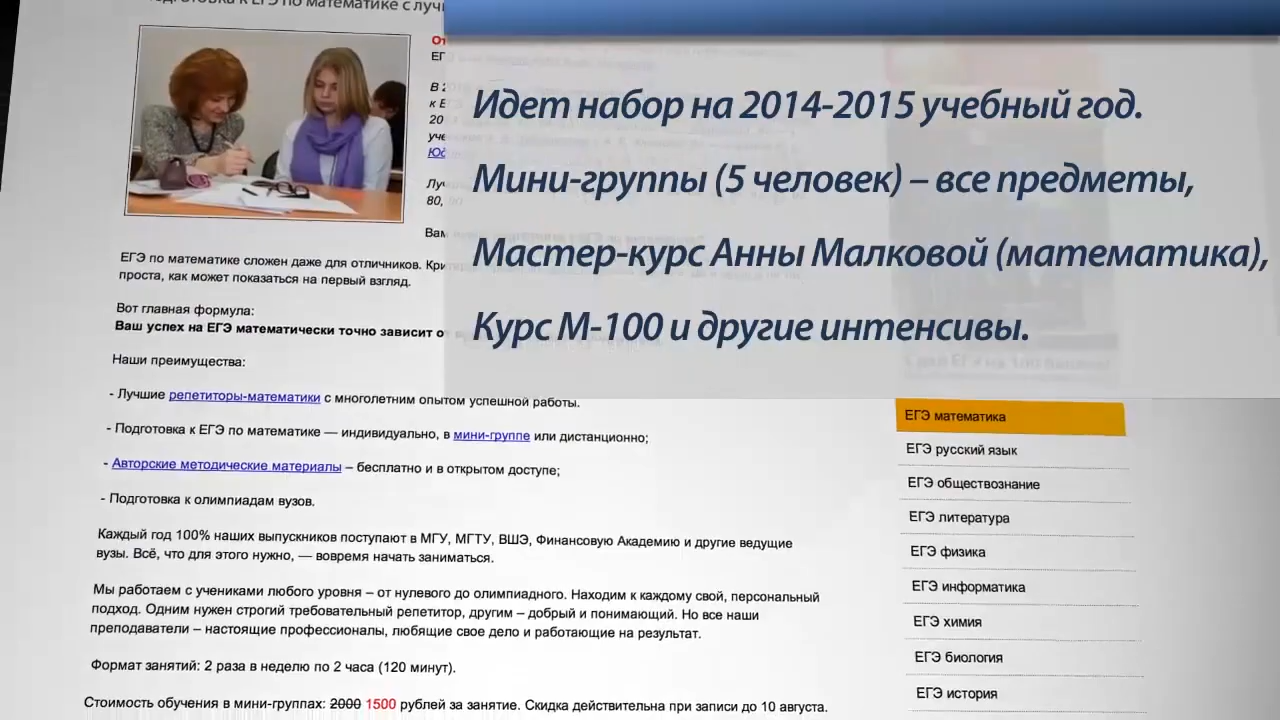 Идет набор на 2014-2015 учебный год.
Мини-группы (5 человек) – все предметы,
Мастер-курс Анны Малковой (математика),
Курс М-100 и другие интенсивы.
к ЕГЭ по математике с
ЕГЭ по математике сложен даже для отличников.
проста, как может показаться на первый взгляд.
Вот главная формула:
Ваш успех на ЕГЭ математически точно зависит от
Наши преимущества:
- Лучшие репетиторы-математики с многолетним опытом успешной работы.
- Подготовка к ЕГЭ по математике — индивидуально, в мини-группе или дистанционно;
- Авторские методические материалы – бесплатно и в открытом доступе;
- Подготовка к олимпиадам вузов.
Каждый год 100% наших выпускников поступают в МГУ, МГТУ, ВШЭ, Финансовую Академию и другие ведущие
вузы. Всё, что для этого нужно, — вовремя начать заниматься.
Мы работаем с учениками любого уровня – от нулевого до олимпиадного. Находим к каждому свой, персональный
подход. Одним нужен строгий требовательный репетитор, другим – добрый и понимающий. Но все наши
преподаватели – настоящие профессионалы, любящие свое дело и работающие на результат.
Формат занятий: 2 раза в неделю по 2 часа (120 минут).
Стоимость обучения в мини-группах: 2000 1500 рублей за занятие. Скидка действительна при записи до 10 августа.
ЕГЭ математика
ЕГЭ русский язык
ЕГЭ обществознание
ЕГЭ литература
ЕГЭ физика
ЕГЭ информатика
ЕГЭ химия
ЕГЭ биология
ЕГЭ история